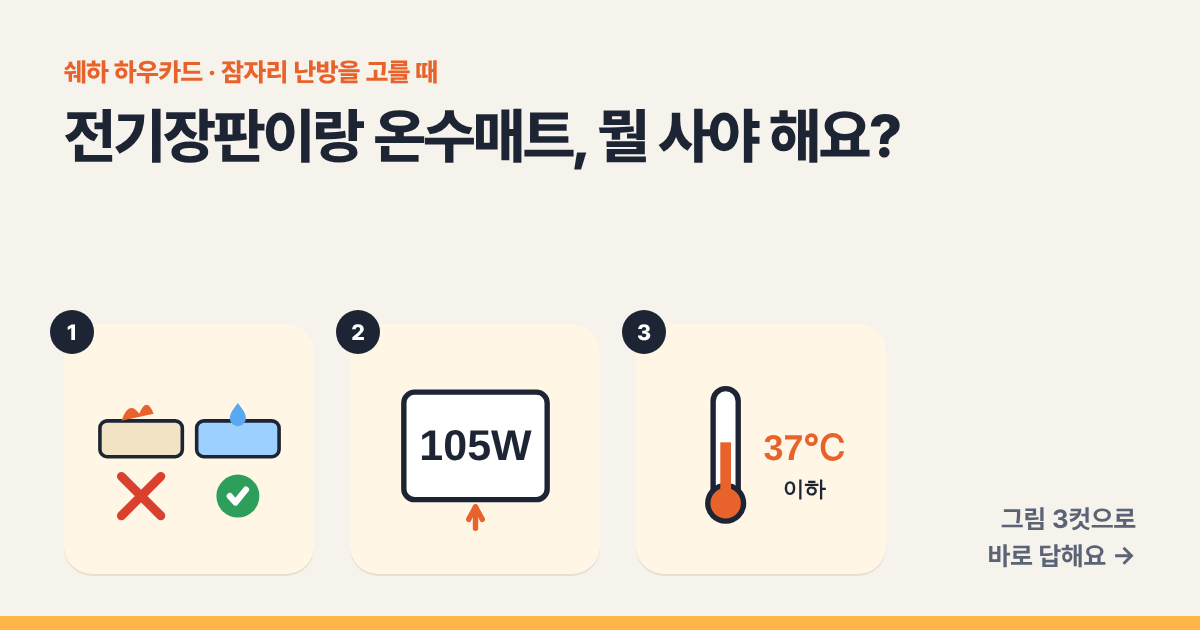 쉐하 하우카드 · 잠자리 난방을 고를 때
전기장판이랑 온수매트, 뭘 사야 해요?
1
2
3
105W
37°C
이하
그림 3컷으로
바로 답해요 →